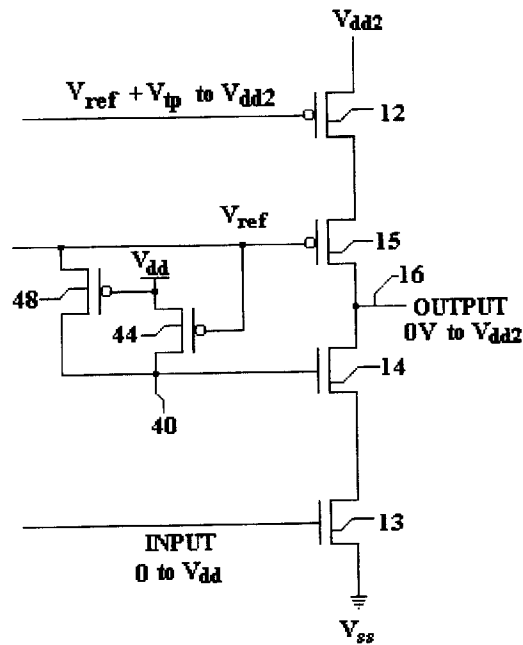 Vdd2
Vref + Vtp to Vdd2
12
Vref
15
Vdd
16
48
44
OUTPUT
0V to Vdd2
14
40
13
INPUT
0 to Vdd
Vss